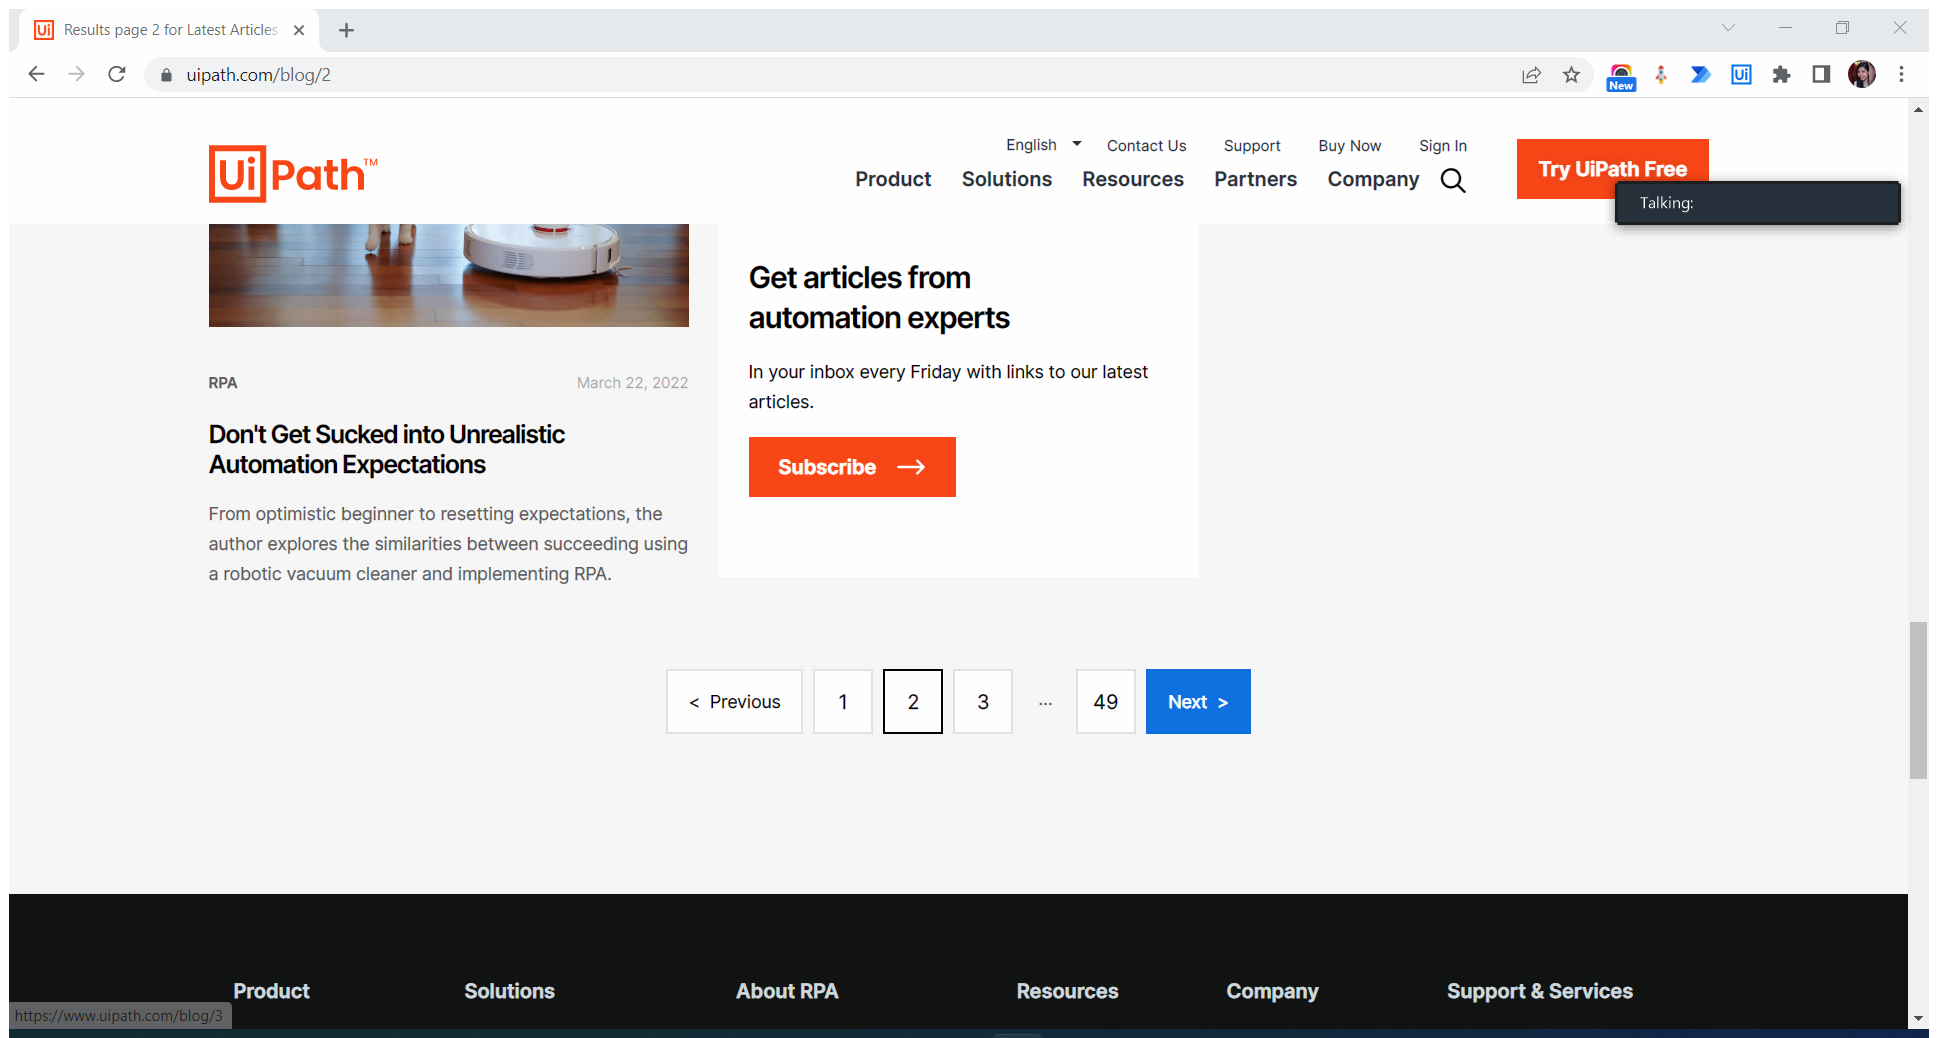 Ui Results page 2 for Latest Articles
uipath.com/blog/2
New
Ui
English Contact Us Support Buy Now Sign In
UiPath™
Product Solutions Resources Partners Company
Try UiPath Free
Talking:
Get articles from
automation experts
In your inbox every Friday with links to our latest
articles.
Subscribe →
RPA March 22, 2022
Don't Get Sucked into Unrealistic
Automation Expectations
From optimistic beginner to resetting expectations, the
author explores the similarities between succeeding using
a robotic vacuum cleaner and implementing RPA.
< Previous 1 2 3 ... 49 Next >
Product Solutions About RPA Resources Company Support & Services
https://www.uipath.com/blog/3